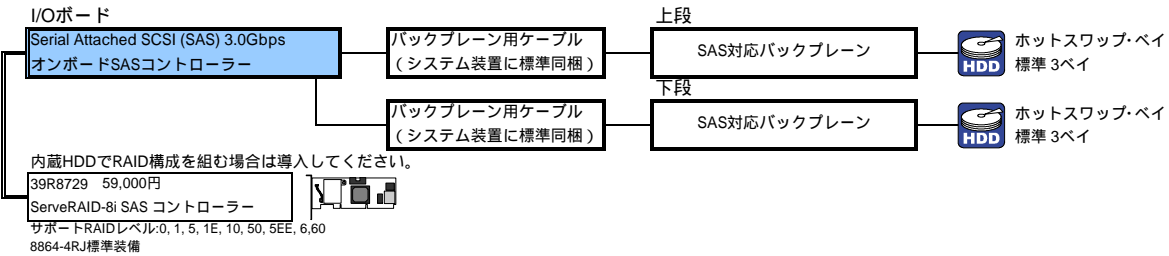 I/Oボード
Serial Attached SCSI (SAS) 3.0Gbps
オンボードSASコントローラー
バックプレーン用ケーブル
（システム装置に標準同梱）
上段
SAS対応バックプレーン
HDD
ホットスワップ・ベイ
標準 3ベイ
バックプレーン用ケーブル
（システム装置に標準同梱）
下段
SAS対応バックプレーン
HDD
ホットスワップ・ベイ
標準 3ベイ
内蔵HDDでRAID構成を組む場合は導入してください。
39R8729 59,000円
ServeRAID-8i SAS コントローラー
サポートRAIDレベル:0, 1, 5, 1E, 10, 50, 5EE, 6,60
8864-4RJ標準装備